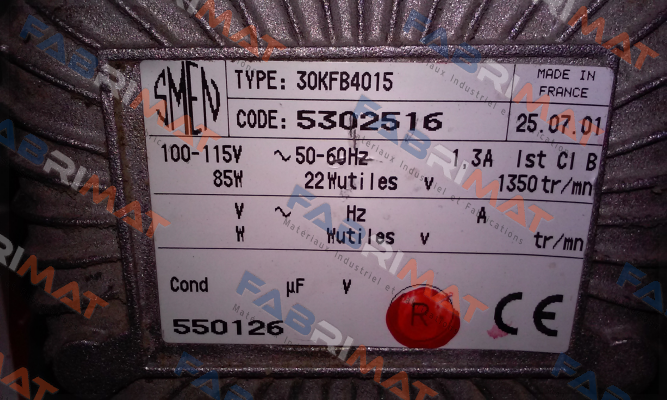 SMEN
TYPE: 30KFB4015
MADE IN
FRANCE
CODE: 5302516
25.07.01
100-115V ~ 50-60Hz 1,3A Ist Cl B
85W 22Wutiles v 1350tr/mn
V ~ Hz A
W Wutiles v tr/mn
Cond µF V
550126
R
CE
FABRIMAT
Matériaux Industriel et Fabrications